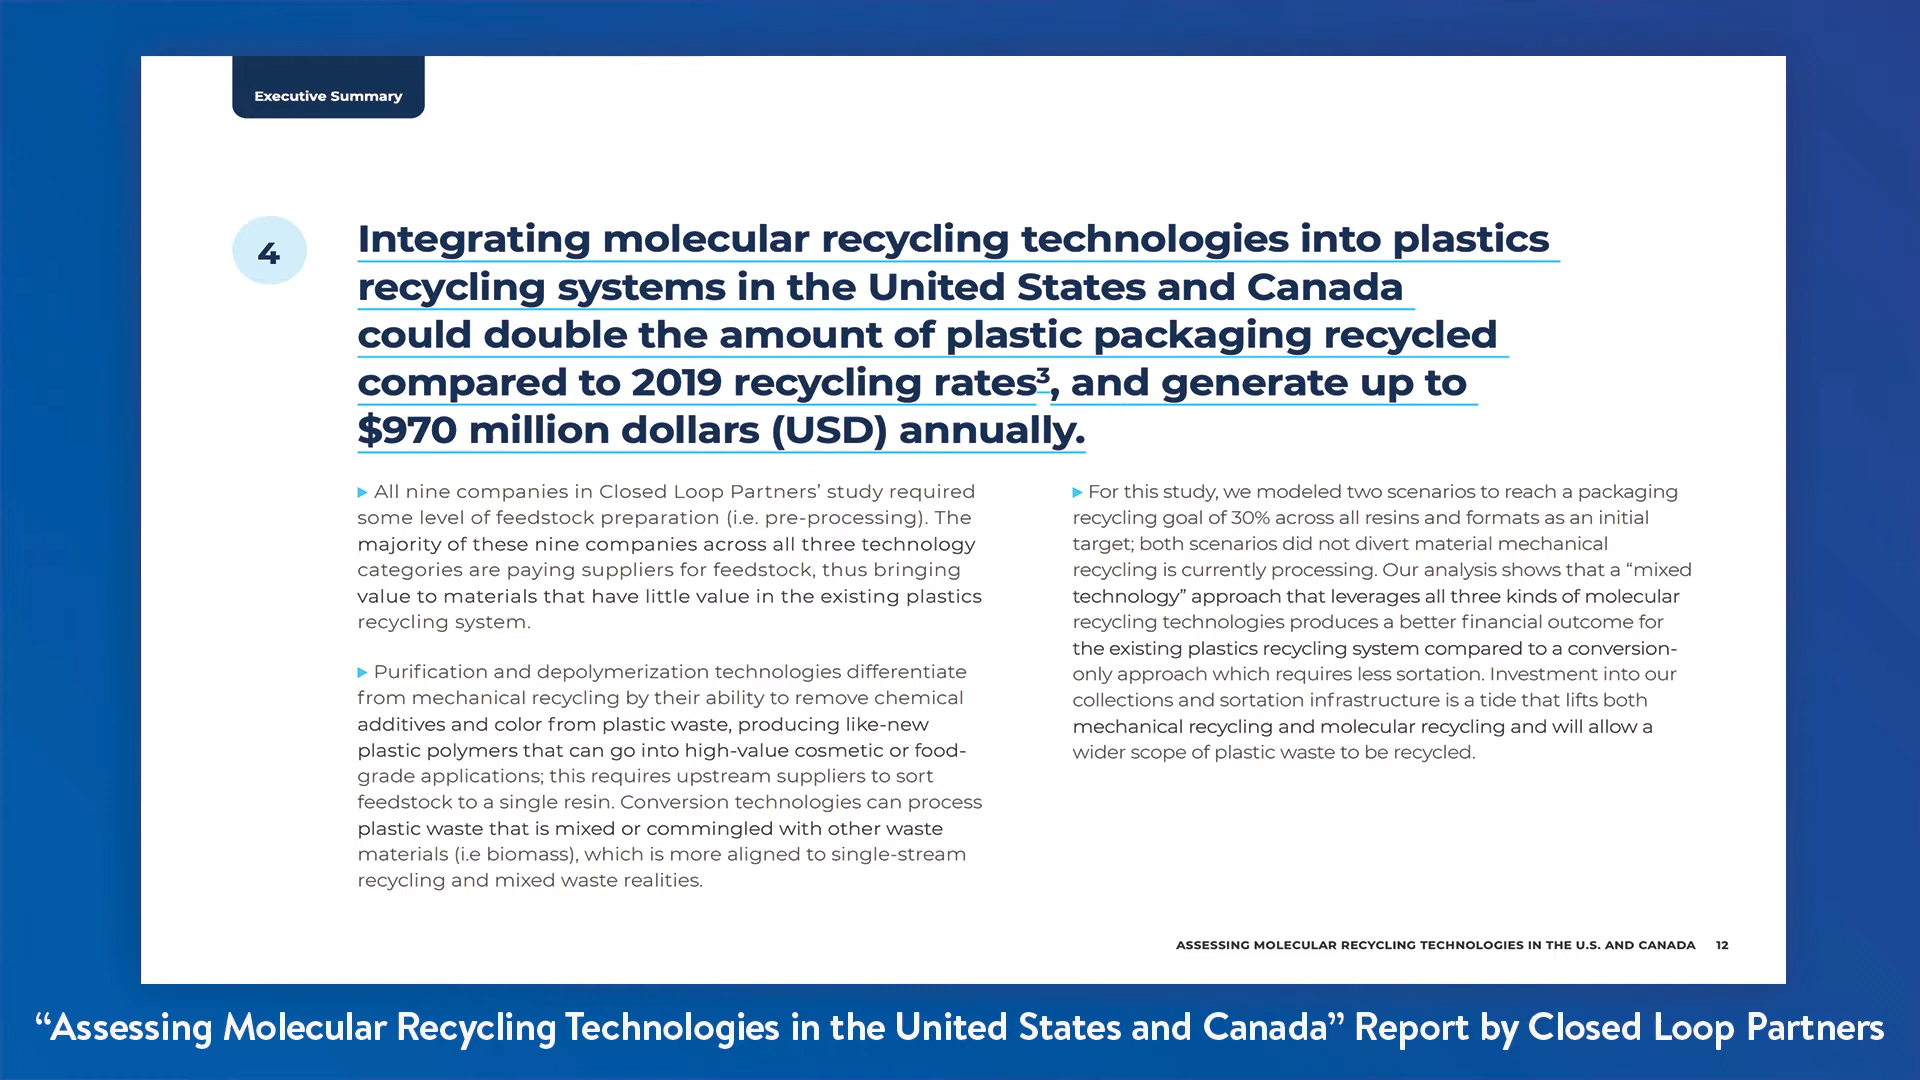 Executive Summary
4
Integrating molecular recycling technologies into plastics
recycling systems in the United States and Canada
could double the amount of plastic packaging recycled
compared to 2019 recycling rates³, and generate up to
$970 million dollars (USD) annually.
▶ All nine companies in Closed Loop Partners’ study required
some level of feedstock preparation (i.e. pre-processing). The
majority of these nine companies across all three technology
categories are paying suppliers for feedstock, thus bringing
value to materials that have little value in the existing plastics
recycling system.
▶ Purification and depolymerization technologies differentiate
from mechanical recycling by their ability to remove chemical
additives and color from plastic waste, producing like-new
plastic polymers that can go into high-value cosmetic or food-
grade applications; this requires upstream suppliers to sort
feedstock to a single resin. Conversion technologies can process
plastic waste that is mixed or commingled with other waste
materials (i.e biomass), which is more aligned to single-stream
recycling and mixed waste realities.
▶ For this study, we modeled two scenarios to reach a packaging
recycling goal of 30% across all resins and formats as an initial
target; both scenarios did not divert material mechanical
recycling is currently processing. Our analysis shows that a “mixed
technology” approach that leverages all three kinds of molecular
recycling technologies produces a better financial outcome for
the existing plastics recycling system compared to a conversion-
only approach which requires less sortation. Investment into our
collections and sortation infrastructure is a tide that lifts both
mechanical recycling and molecular recycling and will allow a
wider scope of plastic waste to be recycled.
ASSESSING MOLECULAR RECYCLING TECHNOLOGIES IN THE U.S. AND CANADA 12
“Assessing Molecular Recycling Technologies in the United States and Canada” Report by Closed Loop Partners